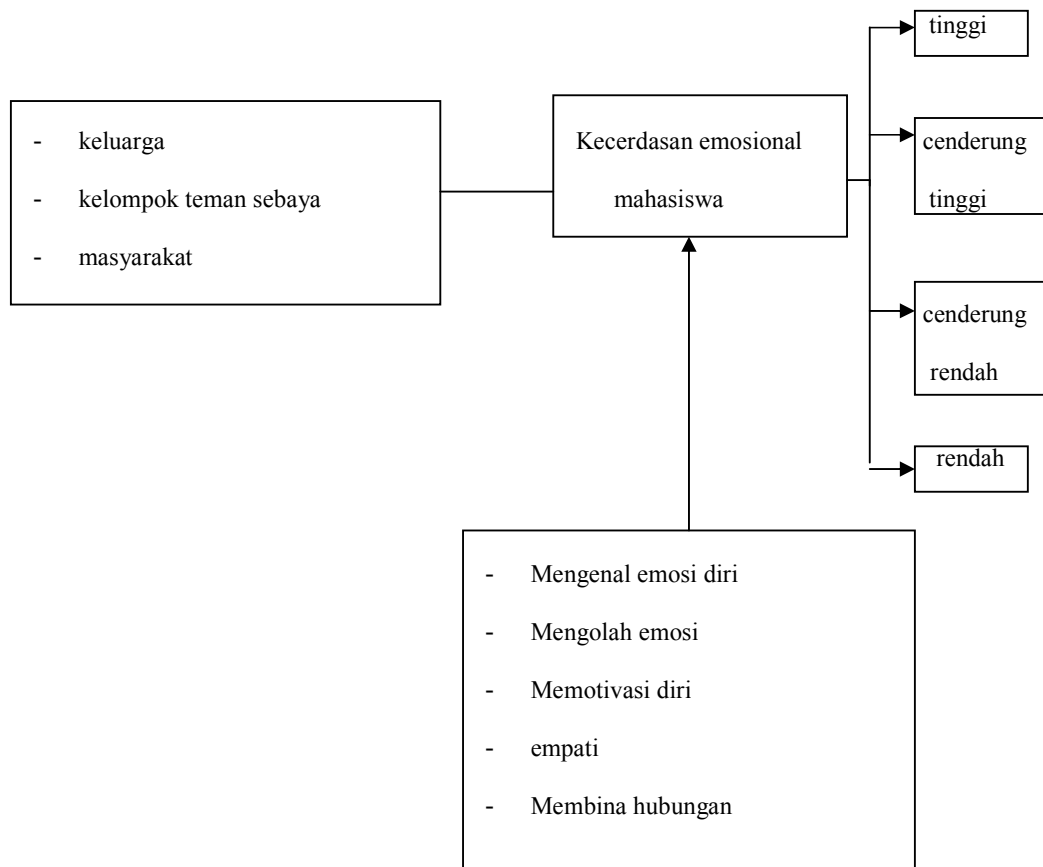 - keluarga
- kelompok teman sebaya
- masyarakat
Kecerdasan emosional
mahasiswa
tinggi
cenderung
tinggi
cenderung
rendah
rendah
- Mengenal emosi diri
- Mengolah emosi
- Memotivasi diri
- empati
- Membina hubungan